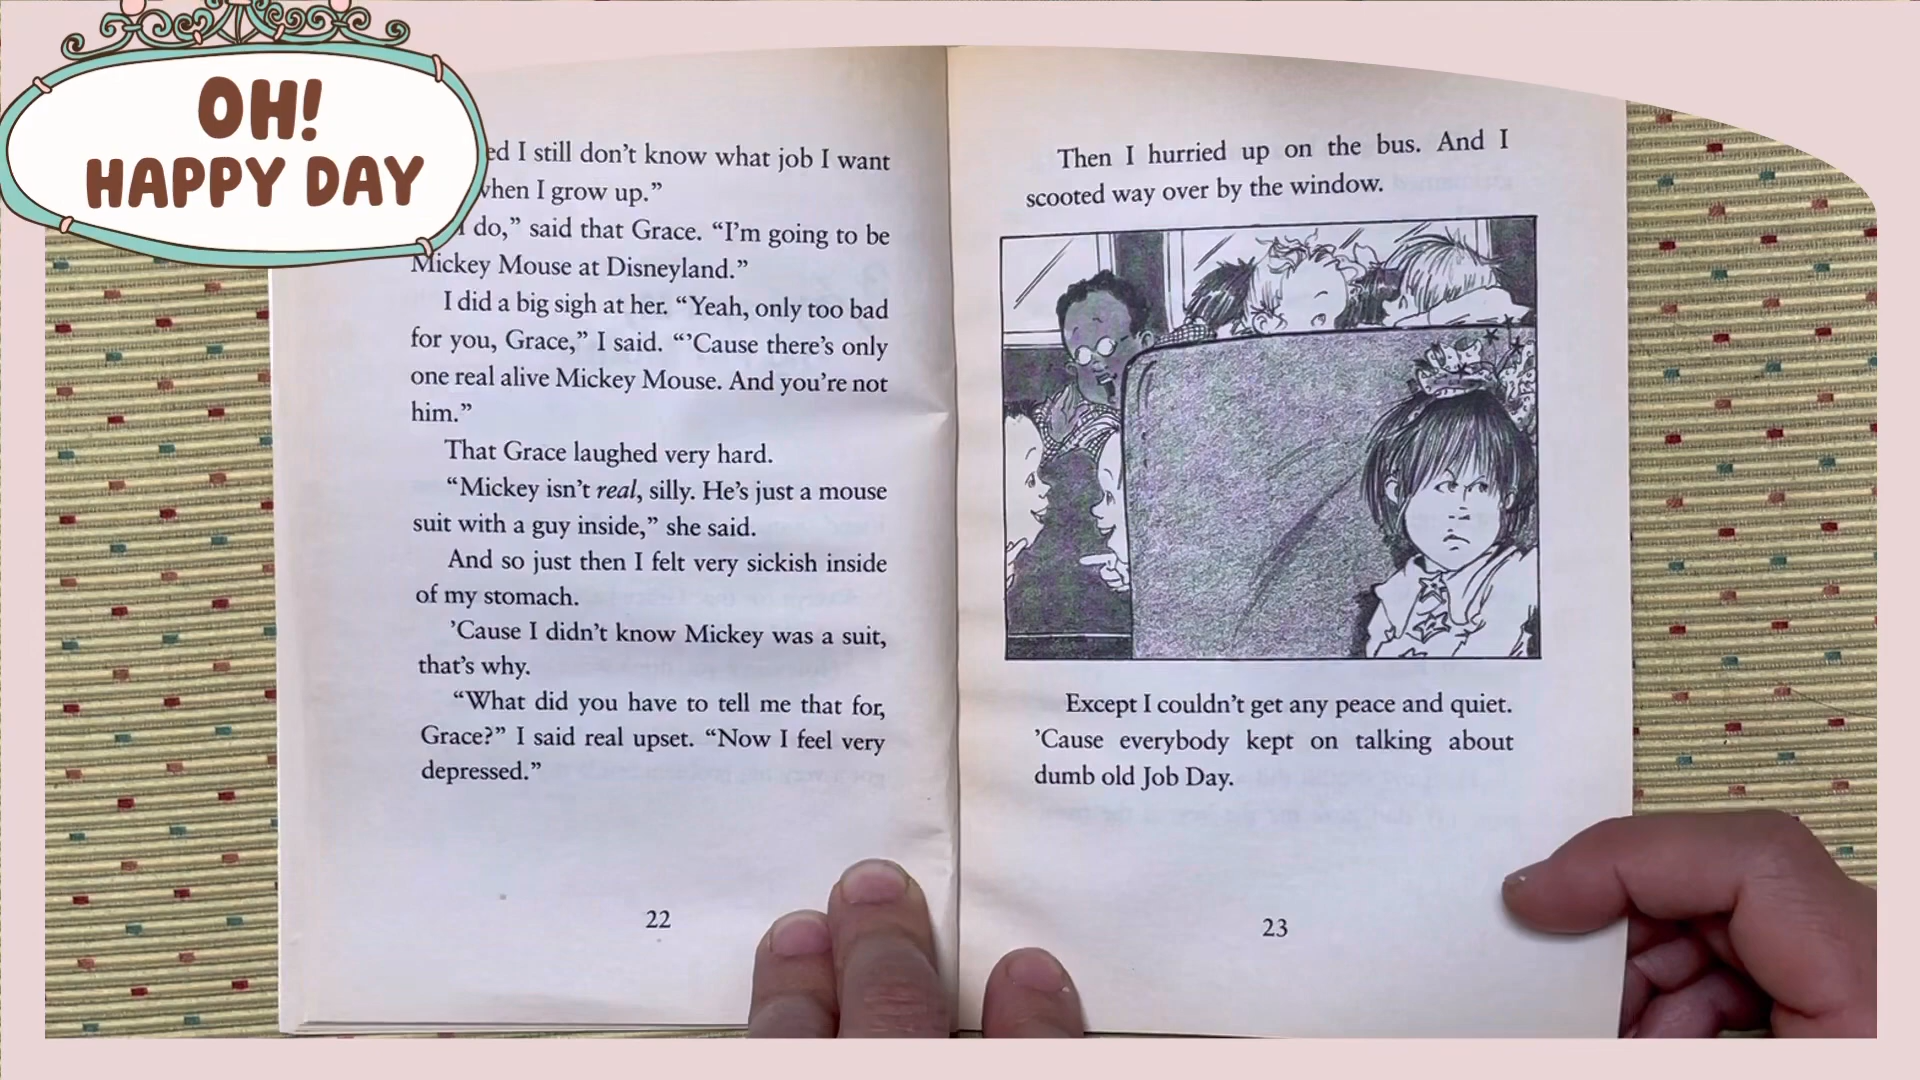 OH!
HAPPY DAY
I still don’t know what job I want
when I grow up.”
I do,” said that Grace. “I’m going to be
Mickey Mouse at Disneyland.”
I did a big sigh at her. “Yeah, only too bad
for you, Grace,” I said. “’Cause there’s only
one real alive Mickey Mouse. And you’re not
him.”
That Grace laughed very hard.
“Mickey isn’t real, silly. He’s just a mouse
suit with a guy inside,” she said.
And so just then I felt very sickish inside
of my stomach.
’Cause I didn’t know Mickey was a suit,
that’s why.
“What did you have to tell me that for,
Grace?” I said real upset. “Now I feel very
depressed.”
22
Then I hurried up on the bus. And I
scooted way over by the window.
Except I couldn’t get any peace and quiet.
’Cause everybody kept on talking about
dumb old Job Day.
23